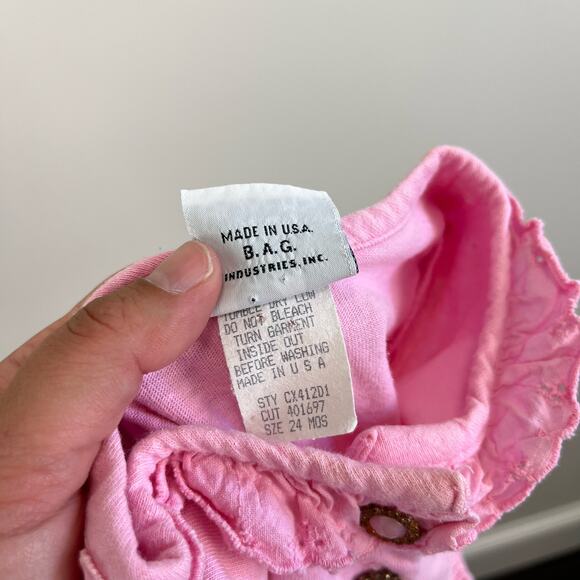 MADE IN U.S.A.
B.A.G.
INDUSTRIES, INC.
TUMBLE DRY LOW
DO NOT BLEACH
TURN GARMENT
INSIDE OUT
BEFORE WASHING
MADE IN U S A
STY CX412D1
CUT 401697
SIZE 24 MOS